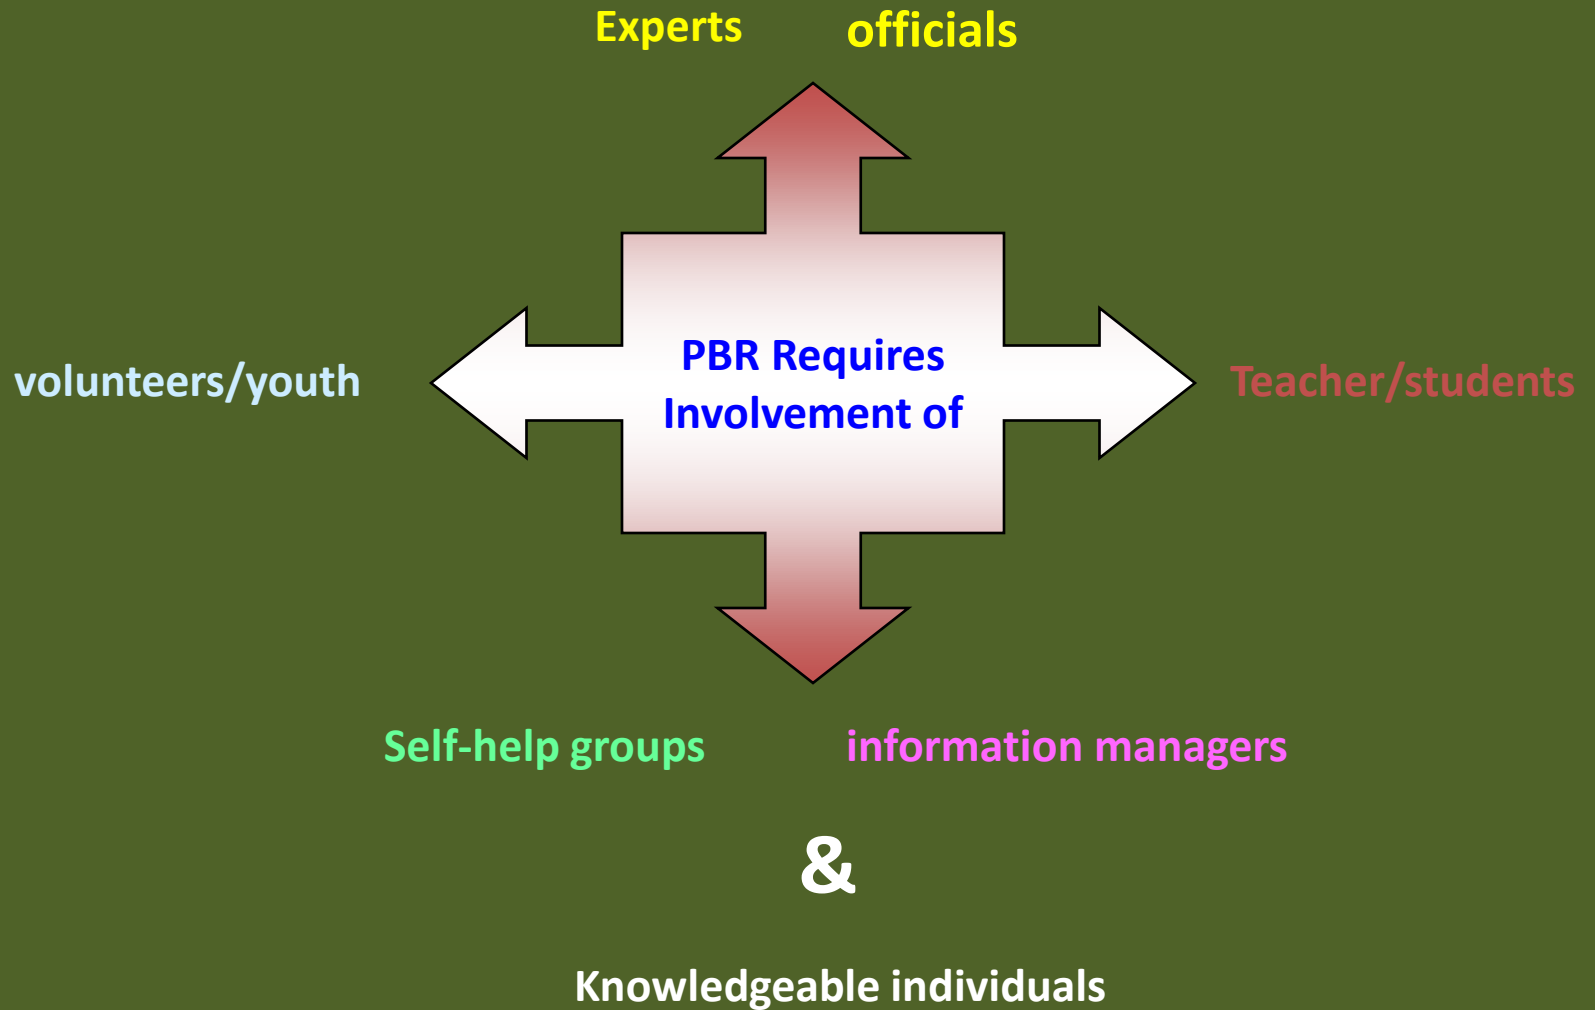 Experts officials
PBR Requires
Involvement of
volunteers/youth
Teacher/students
Self-help groups information managers
&
Knowledgeable individuals